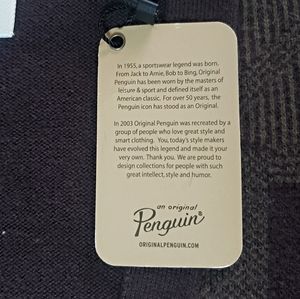 In 1955, a sportswear legend was born.
From Jack to Arnie, Bob to Bing, Original
Penguin has been worn by the masters of
leisure & sport and defined itself as an
American classic. For over 50 years, the
Penguin icon has stood as an Original.
In 2003 Original Penguin was recreated by a
group of people who love great style and
smart clothing. You, today's style makers
have evolved this legend and made it your
very own. Thank you. We are proud to
design collections for people with such
great intellect, style and humor.
an original
Penguin®
ORIGINALPENGUIN.COM